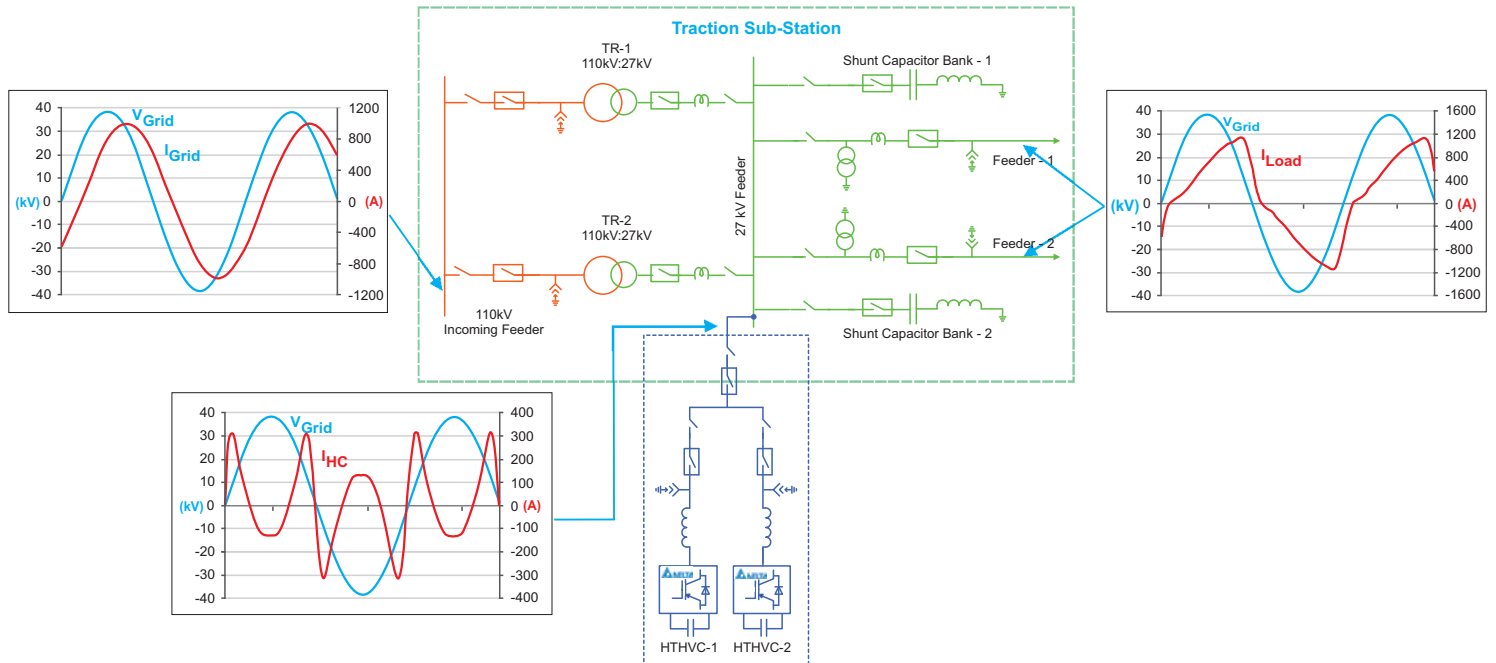 Traction Sub-Station
TR-1
110kV:27kV
Shunt Capacitor Bank - 1
Feeder - 1
27 kV Feeder
TR-2
110kV:27kV
Feeder - 2
110kV
Incoming Feeder
Shunt Capacitor Bank - 2
40
30
20
10
(kV) 0
-10
-20
-30
-40
VGrid
IGrid
1200
800
400
0 (A)
-400
-800
-1200
40
30
20
10
(kV) 0
-10
-20
-30
-40
VGrid
ILoad
1600
1200
800
400
0 (A)
-400
-800
-1200
-1600
40
30
20
10
(kV) 0
-10
-20
-30
-40
VGrid
IHC
400
300
200
100
0 (A)
-100
-200
-300
-400
DELTA
DELTA
HTHVC-1
HTHVC-2